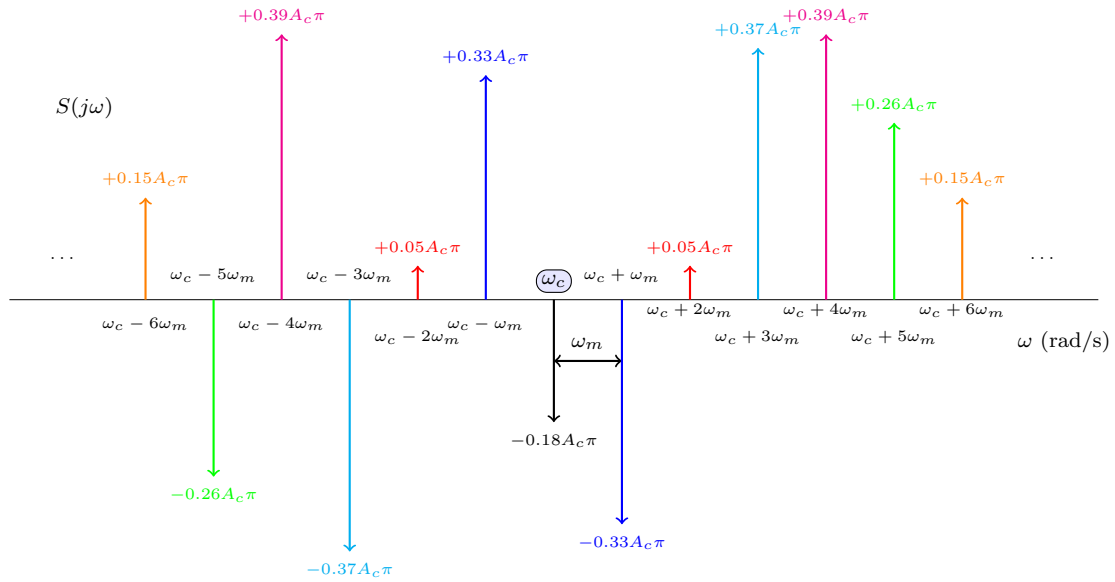 +0.39A_cπ
+0.39A_cπ
+0.37A_cπ
+0.33A_cπ
S(jω)
+0.26A_cπ
+0.15A_cπ
+0.15A_cπ
+0.05A_cπ
+0.05A_cπ
...
...
ω_c − 5ω_m
ω_c − 3ω_m
ω_c
ω_c + ω_m
ω_c − 6ω_m
ω_c − 4ω_m
ω_c − 2ω_m
ω_c − ω_m
ω_c + 2ω_m
ω_c + 3ω_m
ω_c + 4ω_m
ω_c + 5ω_m
ω_c + 6ω_m
ω_m
ω (rad/s)
−0.18A_cπ
−0.26A_cπ
−0.33A_cπ
−0.37A_cπ